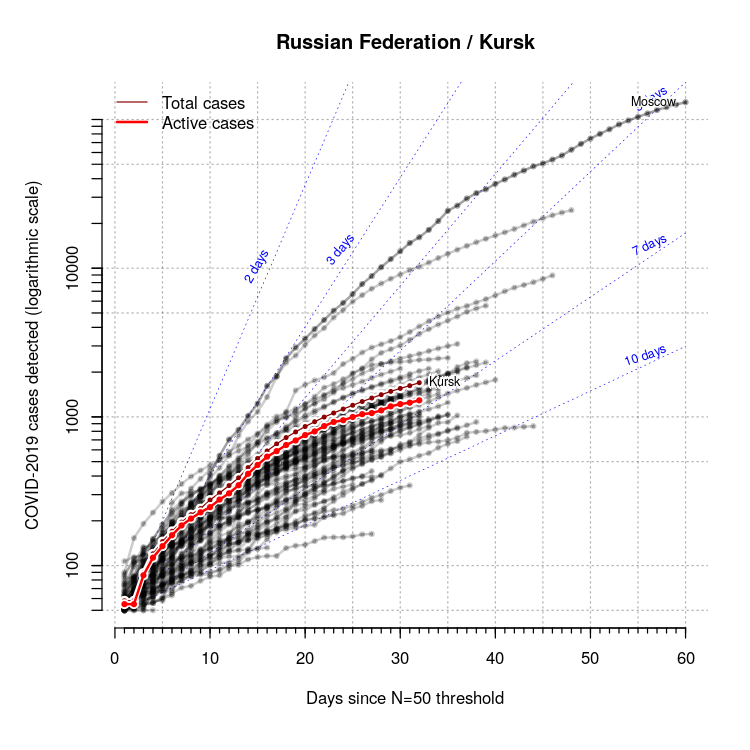 Russian Federation / Kursk
Total cases
Active cases
Moscow
days
2 days
3 days
7 days
10 days
Kursk
COVID-2019 cases detected (logarithmic scale)
10000
1000
100
0 10 20 30 40 50 60
Days since N=50 threshold